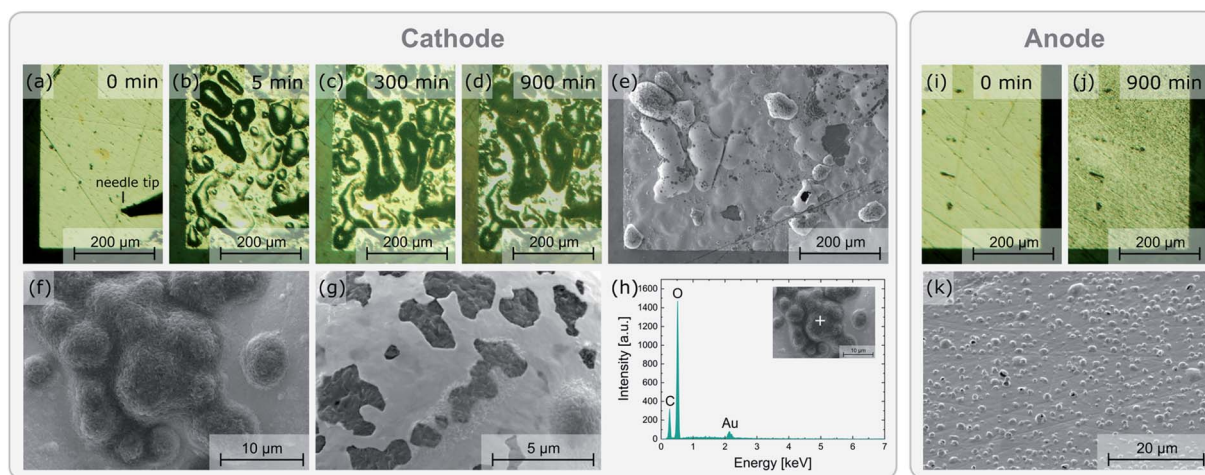 Cathode
Anode
(a) 0 min
needle tip
200 µm
(b) 5 min
200 µm
(c) 300 min
200 µm
(d) 900 min
200 µm
(e)
200 µm
(i) 0 min
200 µm
(j) 900 min
200 µm
(f)
10 µm
(g)
5 µm
(h)
Intensity [a.u.]
1600
1400
1200
1000
800
600
400
200
0
O
C
Au
10 µm
0 1 2 3 4 5 6 7
Energy [keV]
(k)
20 µm